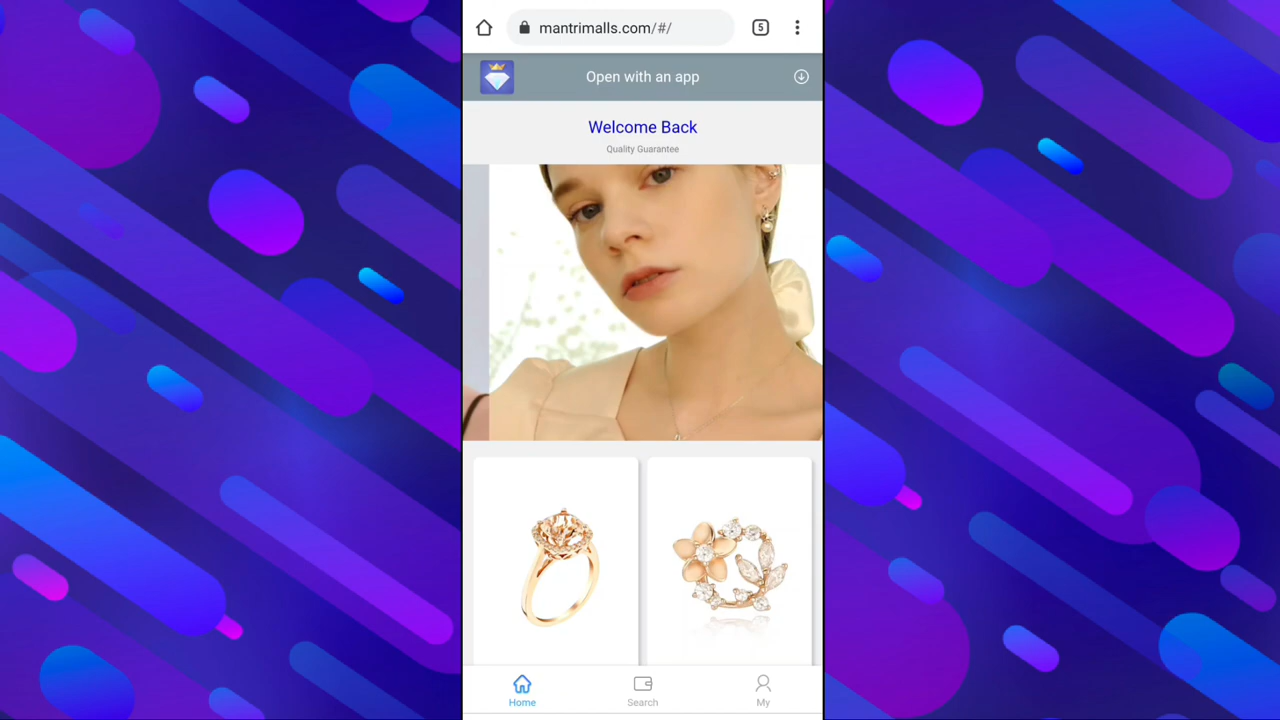 mantrimalls.com/#/
5
Open with an app
Welcome Back
Quality Guarantee
Home
Search
My